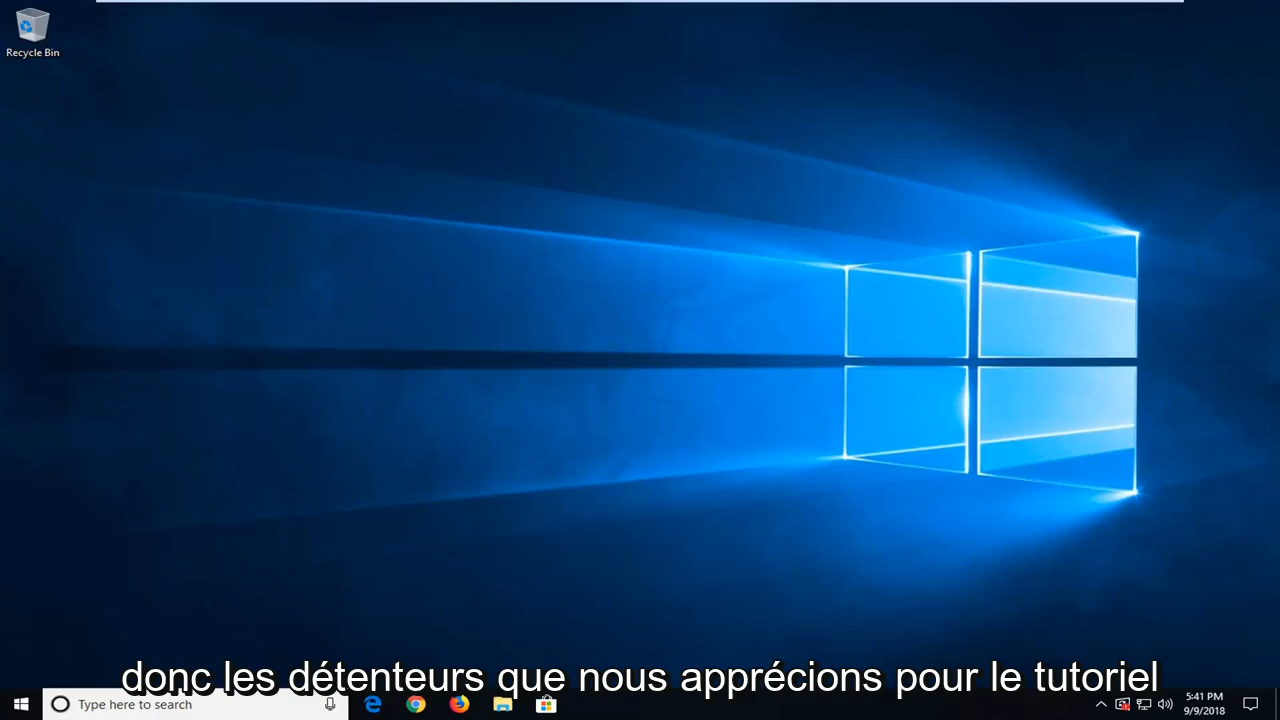 Recycle Bin
donc les détenteurs que nous apprécions pour le tutoriel
Type here to search
5:41 PM
9/9/2018